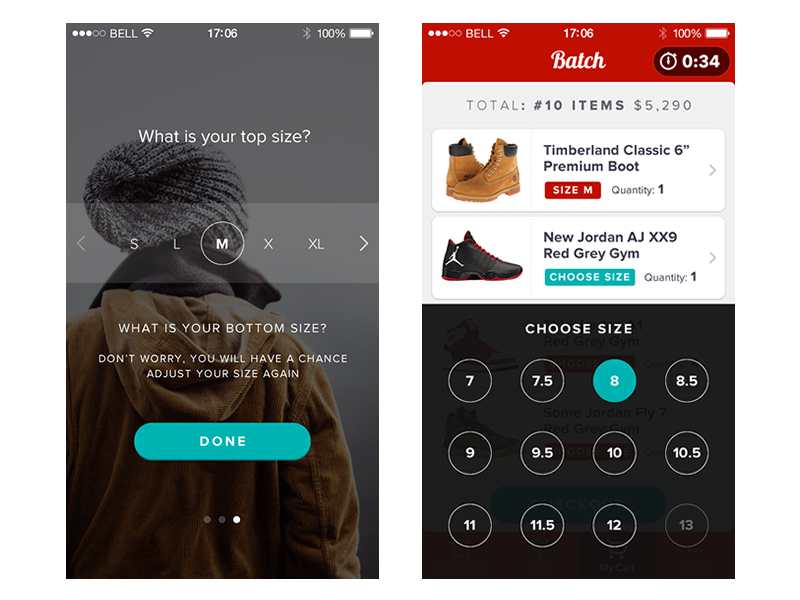 BELL 17:06 100%
What is your top size?
S L M X XL
WHAT IS YOUR BOTTOM SIZE?
DON'T WORRY, YOU WILL HAVE A CHANCE
ADJUST YOUR SIZE AGAIN
DONE
BELL 17:06 100%
Batch 0:34
TOTAL: #10 ITEMS $5,290
Timberland Classic 6”
Premium Boot
SIZE M Quantity: 1
New Jordan AJ XX9
Red Grey Gym
CHOOSE SIZE Quantity: 1
CHOOSE SIZE
Red Grey Gym
7 7.5 8 8.5
Some Jordan Fly 7
Red Grey Gym
9 9.5 10 10.5
CHECKOUT
11 11.5 12 13
My Cart